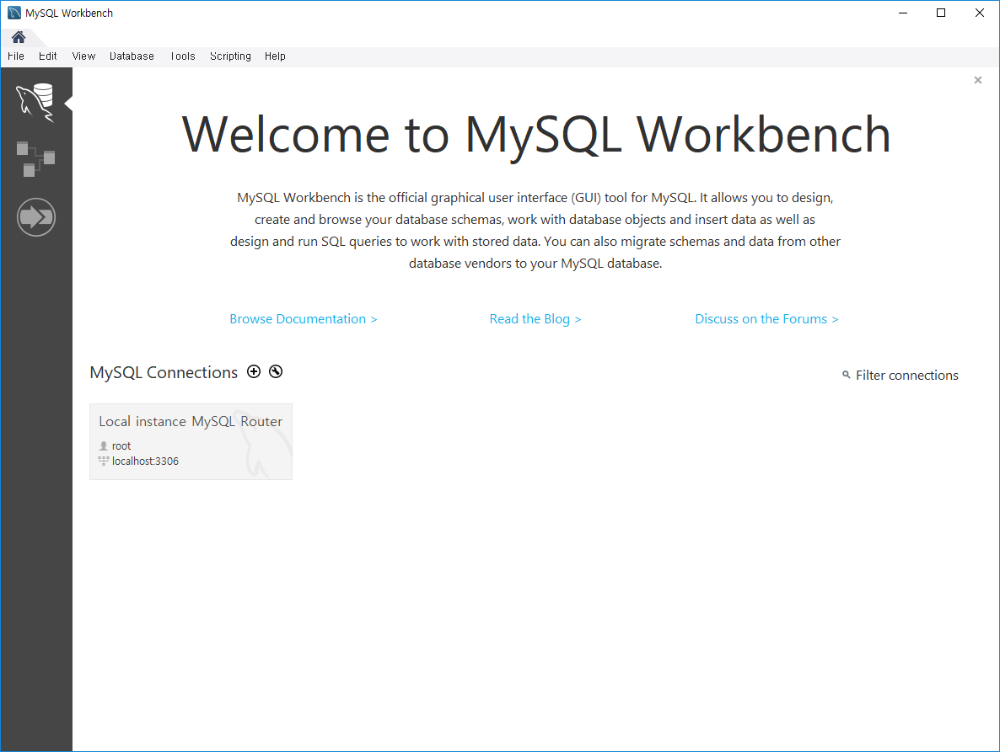 MySQL Workbench
File Edit View Database Tools Scripting Help
Welcome to MySQL Workbench
MySQL Workbench is the official graphical user interface (GUI) tool for MySQL. It allows you to design,
create and browse your database schemas, work with database objects and insert data as well as
design and run SQL queries to work with stored data. You can also migrate schemas and data from other
database vendors to your MySQL database.
Browse Documentation > Read the Blog > Discuss on the Forums >
MySQL Connections Filter connections
Local instance MySQL Router
root
localhost:3306